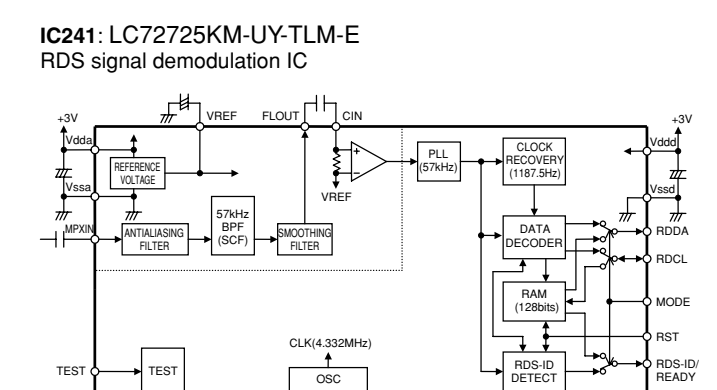 IC241: LC72725KM-UY-TLM-E
RDS signal demodulation IC
+3V
VREF
FLOUT
CIN
+3V
Vdda
Vddd
REFERENCE
VOLTAGE
+
−
VREF
PLL
(57kHz)
CLOCK
RECOVERY
(1187.5Hz)
Vssa
Vssd
MPXIN
ANTIALIASING
FILTER
57kHz
BPF
(SCF)
SMOOTHING
FILTER
DATA
DECODER
RDDA
RDCL
RAM
(128bits)
MODE
RST
CLK(4.332MHz)
TEST
TEST
OSC
RDS-ID
DETECT
RDS-ID/
READY